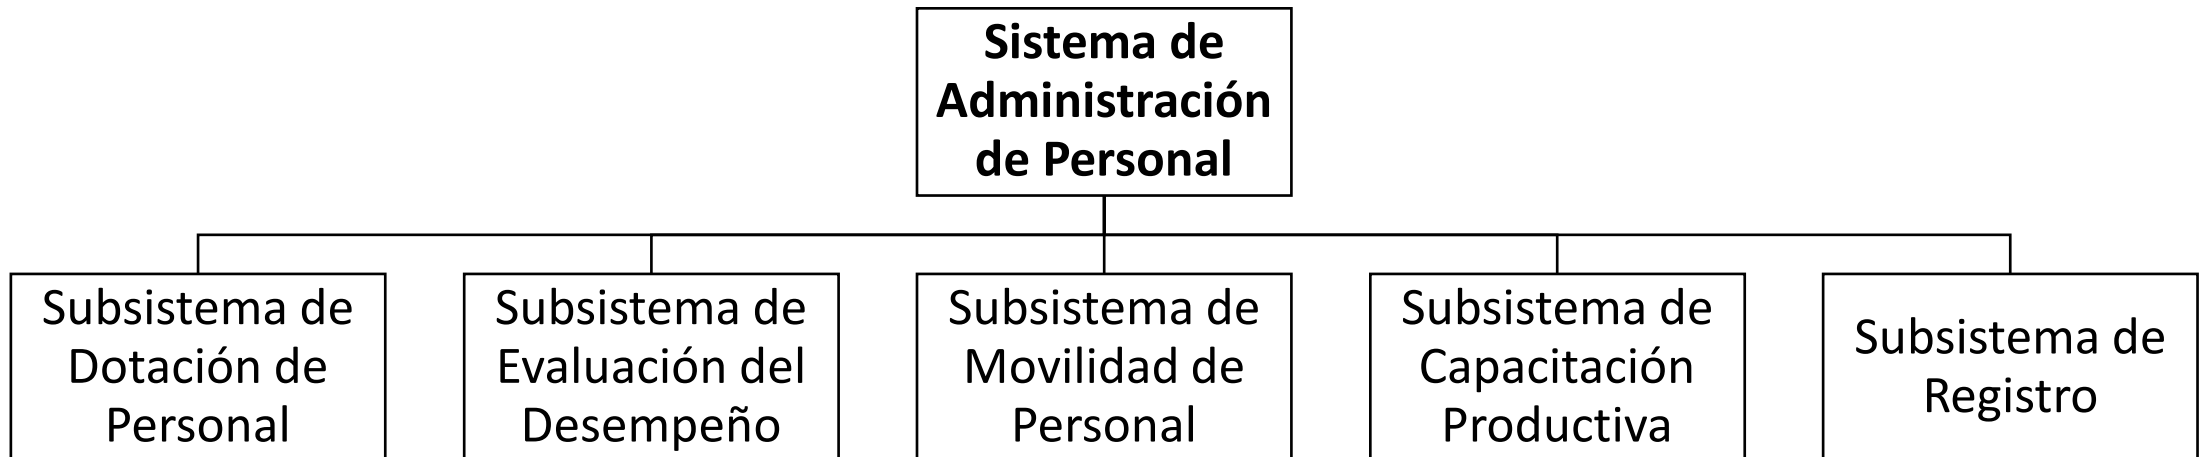 Sistema de
Administración
de Personal
Subsistema de
Dotación de
Personal
Subsistema de
Evaluación del
Desempeño
Subsistema de
Movilidad de
Personal
Subsistema de
Capacitación
Productiva
Subsistema de
Registro